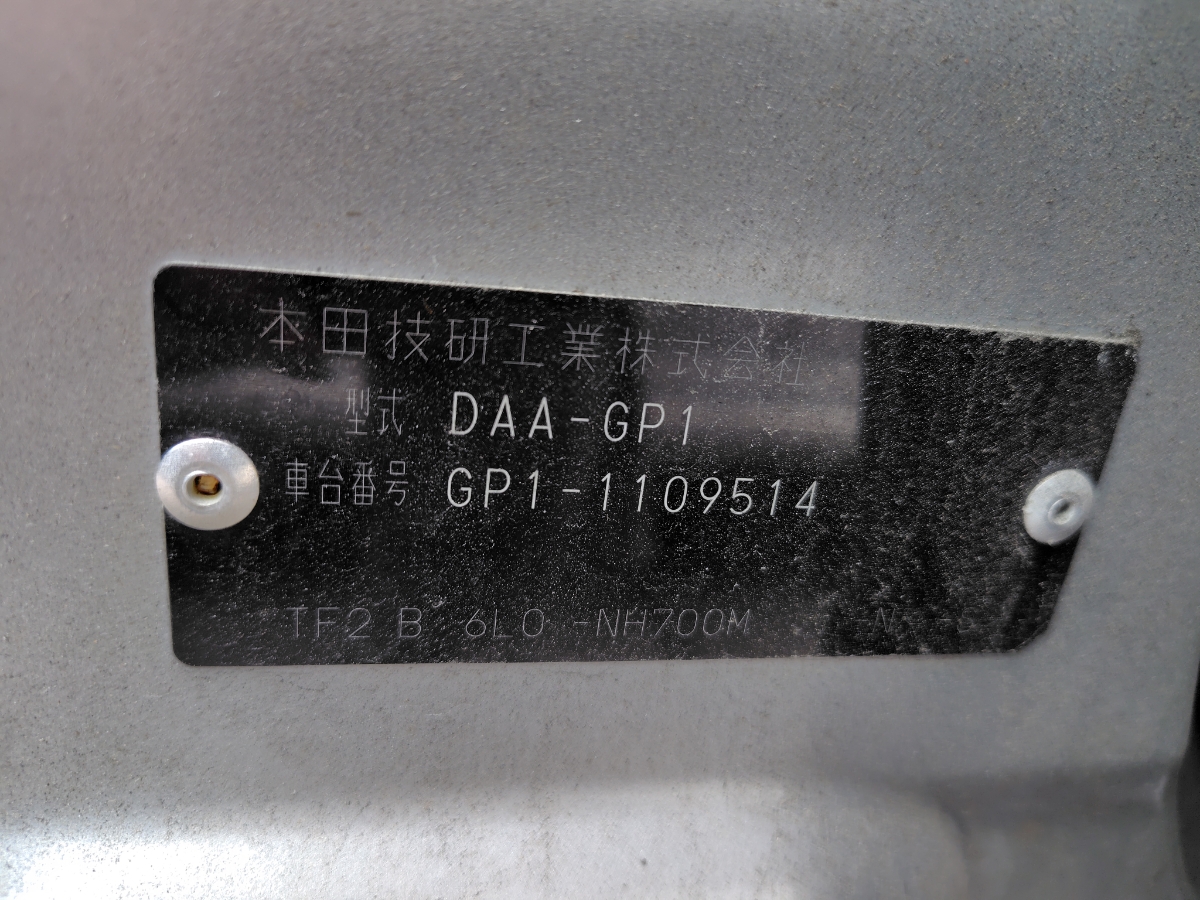 本田技研工業株式会社
型式 DAA-GP1
車台番号 GP1-1109514
TF2 B 6L0 -NH700M